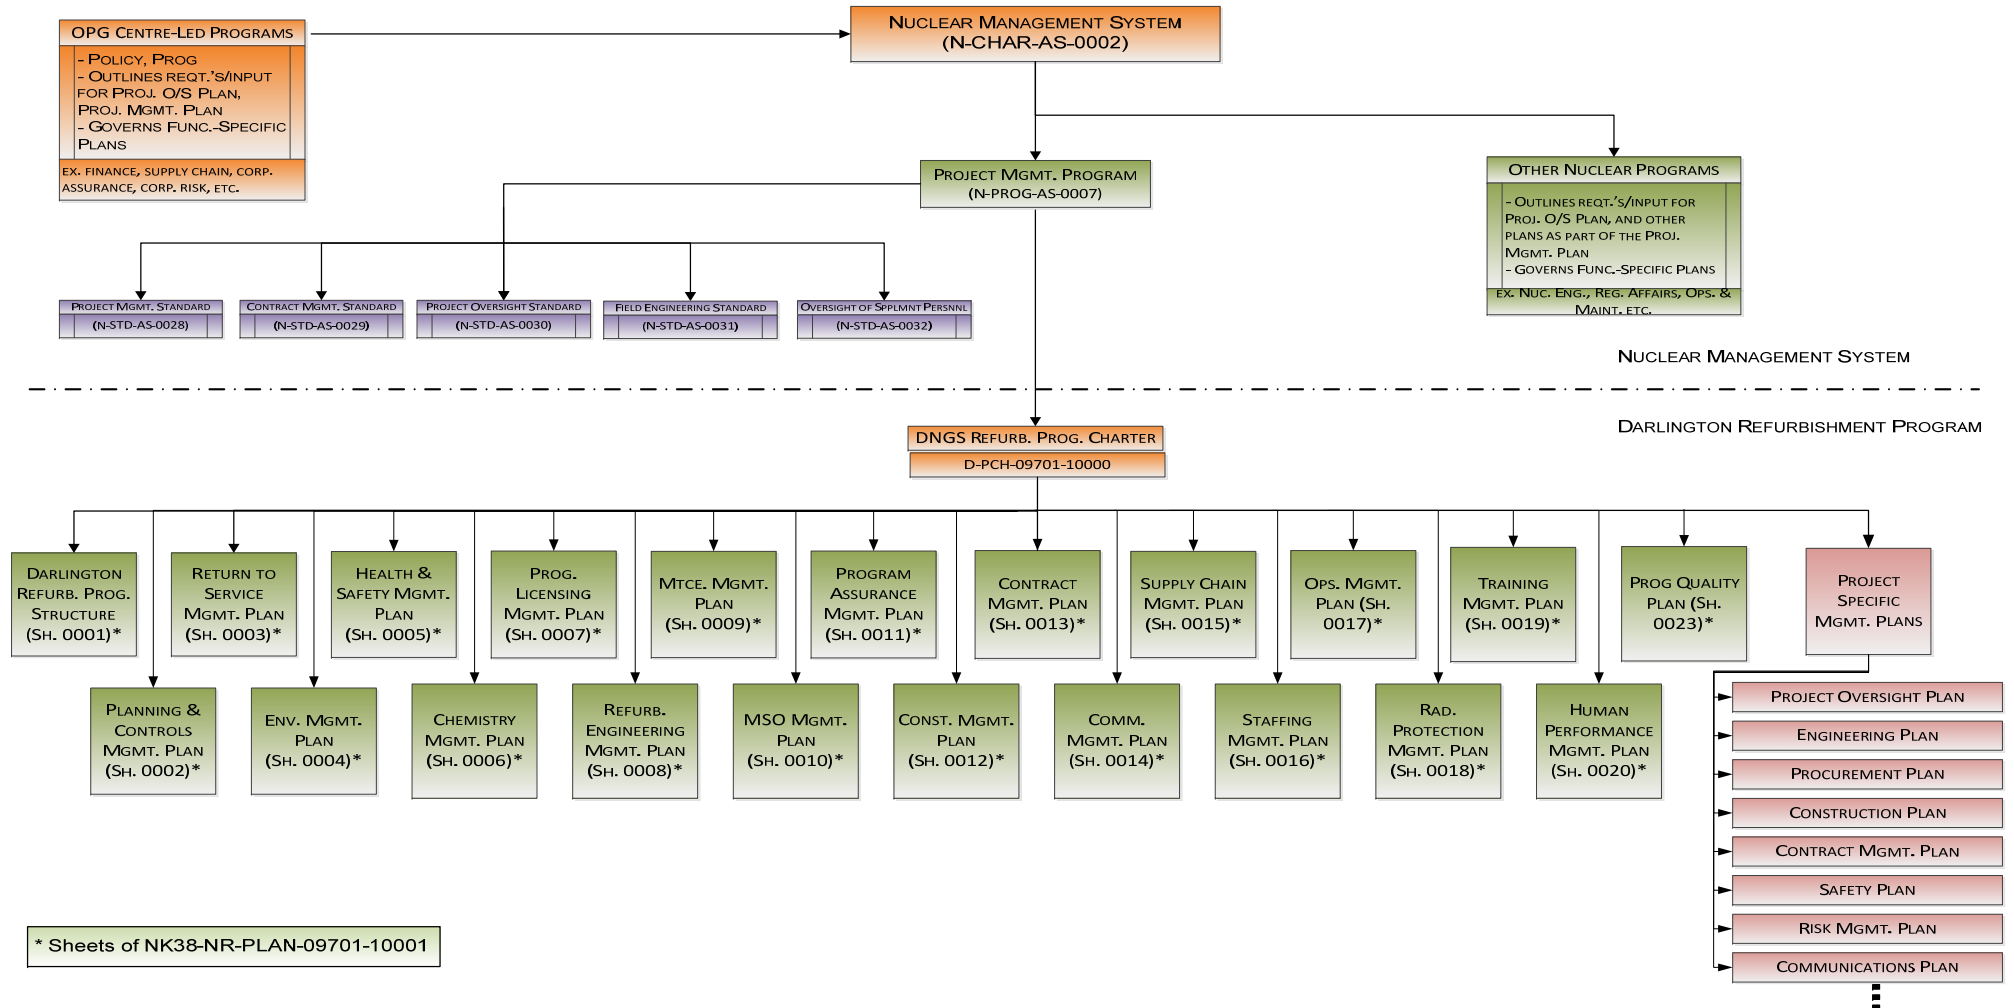 OPG Centre-Led Programs
- Policy, Prog
- Outlines reqt.'s/input
for Proj. O/S Plan,
Proj. Mgmt. Plan
- Governs Func.-Specific
Plans
ex. finance, supply chain, corp.
assurance, corp. risk, etc.
Nuclear Management System
(N-CHAR-AS-0002)
Project Mgmt. Program
(N-PROG-AS-0007)
Other Nuclear Programs
- Outlines reqt.'s/input for
Proj. O/S Plan, and other
plans as part of the Proj.
Mgmt. Plan
- Governs Func.-Specific Plans
ex. Nuc. Eng., Reg. Affairs, Ops. &
Maint. etc.
Project Mgmt. Standard
(N-STD-AS-0028)
Contract Mgmt. Standard
(N-STD-AS-0029)
Project Oversight Standard
(N-STD-AS-0030)
Field Engineering Standard
(N-STD-AS-0031)
Oversight of Spplmnt Persnnl
(N-STD-AS-0032)
Nuclear Management System
Darlington Refurbishment Program
DNGS Refurb. Prog. Charter
D-PCH-09701-10000
Darlington
Refurb. Prog.
Structure
(Sh. 0001)*
Return to
Service
Mgmt. Plan
(Sh. 0003)*
Health &
Safety Mgmt.
Plan
(Sh. 0005)*
Prog.
Licensing
Mgmt. Plan
(Sh. 0007)*
Mtce. Mgmt.
Plan
(Sh. 0009)*
Program
Assurance
Mgmt. Plan
(Sh. 0011)*
Contract
Mgmt. Plan
(Sh. 0013)*
Supply Chain
Mgmt. Plan
(Sh. 0015)*
Ops. Mgmt.
Plan (Sh.
0017)*
Training
Mgmt. Plan
(Sh. 0019)*
Prog Quality
Plan (Sh.
0023)*
Project
Specific
Mgmt. Plans
Planning &
Controls
Mgmt. Plan
(Sh. 0002)*
Env. Mgmt.
Plan
(Sh. 0004)*
Chemistry
Mgmt. Plan
(Sh. 0006)*
Refurb.
Engineering
Mgmt. Plan
(Sh. 0008)*
MSO Mgmt.
Plan
(Sh. 0010)*
Const. Mgmt.
Plan
(Sh. 0012)*
Comm.
Mgmt. Plan
(Sh. 0014)*
Staffing
Mgmt. Plan
(Sh. 0016)*
Rad.
Protection
Mgmt. Plan
(Sh. 0018)*
Human
Performance
Mgmt. Plan
(Sh. 0020)*
Project Oversight Plan
Engineering Plan
Procurement Plan
Construction Plan
Contract Mgmt. Plan
Safety Plan
Risk Mgmt. Plan
Communications Plan
* Sheets of NK38-NR-PLAN-09701-10001